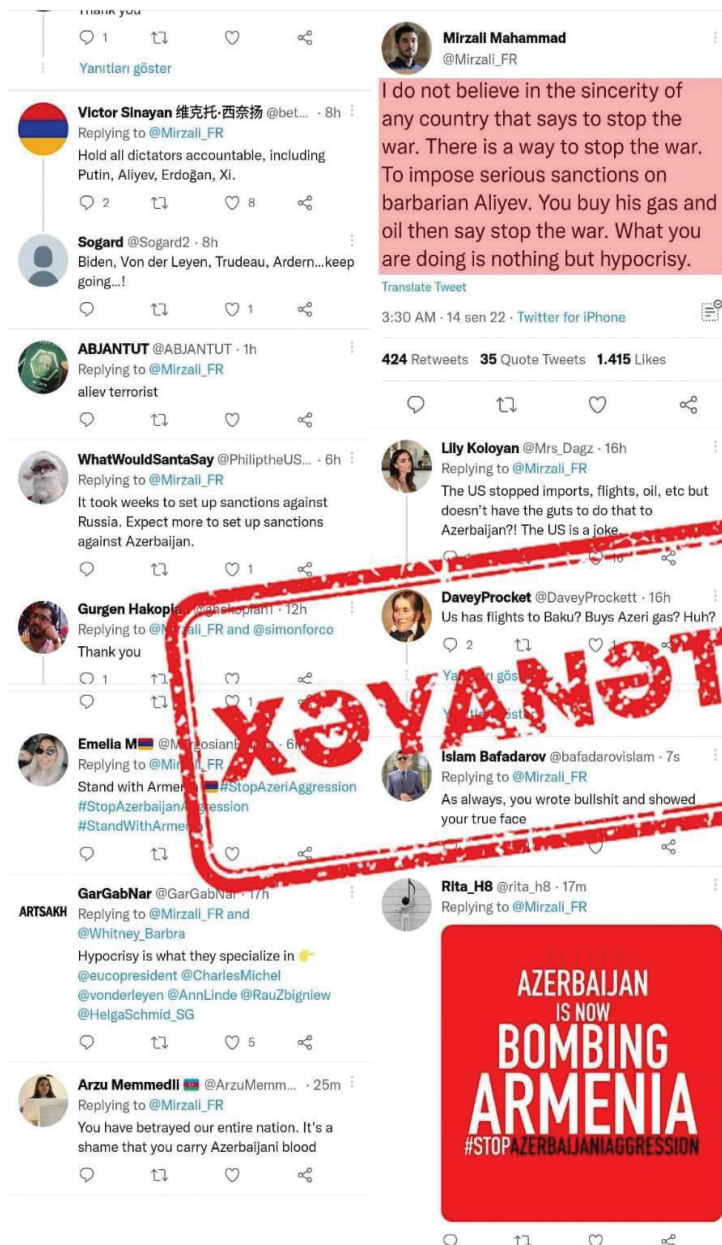 Thank you
1
Yanıtları göster
Victor Sinayan 维克托·西奈扬 @bet... · 8h
Replying to @Mirzali_FR
Hold all dictators accountable, including
Putin, Aliyev, Erdoğan, Xi.
2 8
Sogard @Sogard2 · 8h
Biden, Von der Leyen, Trudeau, Ardern...keep
going...!
1
ABJANTUT @ABJANTUT · 1h
Replying to @Mirzali_FR
aliev terrorist
WhatWouldSantaSay @PhiliptheUS... · 6h
Replying to @Mirzali_FR
It took weeks to set up sanctions against
Russia. Expect more to set up sanctions
against Azerbaijan.
1
Gurgen · 12h
Replying to @Mirzali_FR and @simonforco
Thank you
1
1
Emelia M🇦🇲
Replying to @Mirzali_FR
Stand with Armenia 🇦🇲#StopAzeriAggression
#StopAzerbaijanAggression
#StandWithArmenia
GarGabNar @GarGabNar · 17h
ARTSAKH
Replying to @Mirzali_FR and
@Whitney_Barbra
Hypocrisy is what they specialize in 👉
@eucopresident @CharlesMichel
@vonderleyen @AnnLinde @RauZbigniew
@HelgaSchmid_SG
5
Arzu Memmedli 🇦🇿 @ArzuMemm... · 25m
Replying to @Mirzali_FR
You have betrayed our entire nation. It's a
shame that you carry Azerbaijani blood
Mirzali Mahammad
@Mirzali_FR
I do not believe in the sincerity of
any country that says to stop the
war. There is a way to stop the war.
To impose serious sanctions on
barbarian Aliyev. You buy his gas and
oil then say stop the war. What you
are doing is nothing but hypocrisy.
Translate Tweet
3:30 AM · 14 sen 22 · Twitter for iPhone
424 Retweets 35 Quote Tweets 1.415 Likes
Lily Koloyan @Mrs_Dagz · 16h
Replying to @Mirzali_FR
The US stopped imports, flights, oil, etc but
doesn't have the guts to do that to
Azerbaijan?! The US is a joke.
16
DaveyProcket @DaveyProckett · 16h
Us has flights to Baku? Buys Azeri gas? Huh?
2 1
Yanıtları göster
XƏYANƏT
Islam Bafadarov @bafadarovislam · 7s
Replying to @Mirzali_FR
As always, you wrote bullshit and showed
your true face
Rita_H8 @rita_h8 · 17m
Replying to @Mirzali_FR
AZERBAIJAN
IS NOW
BOMBING
ARMENIA
#STOPAZERBAIJANIAGGRESSION